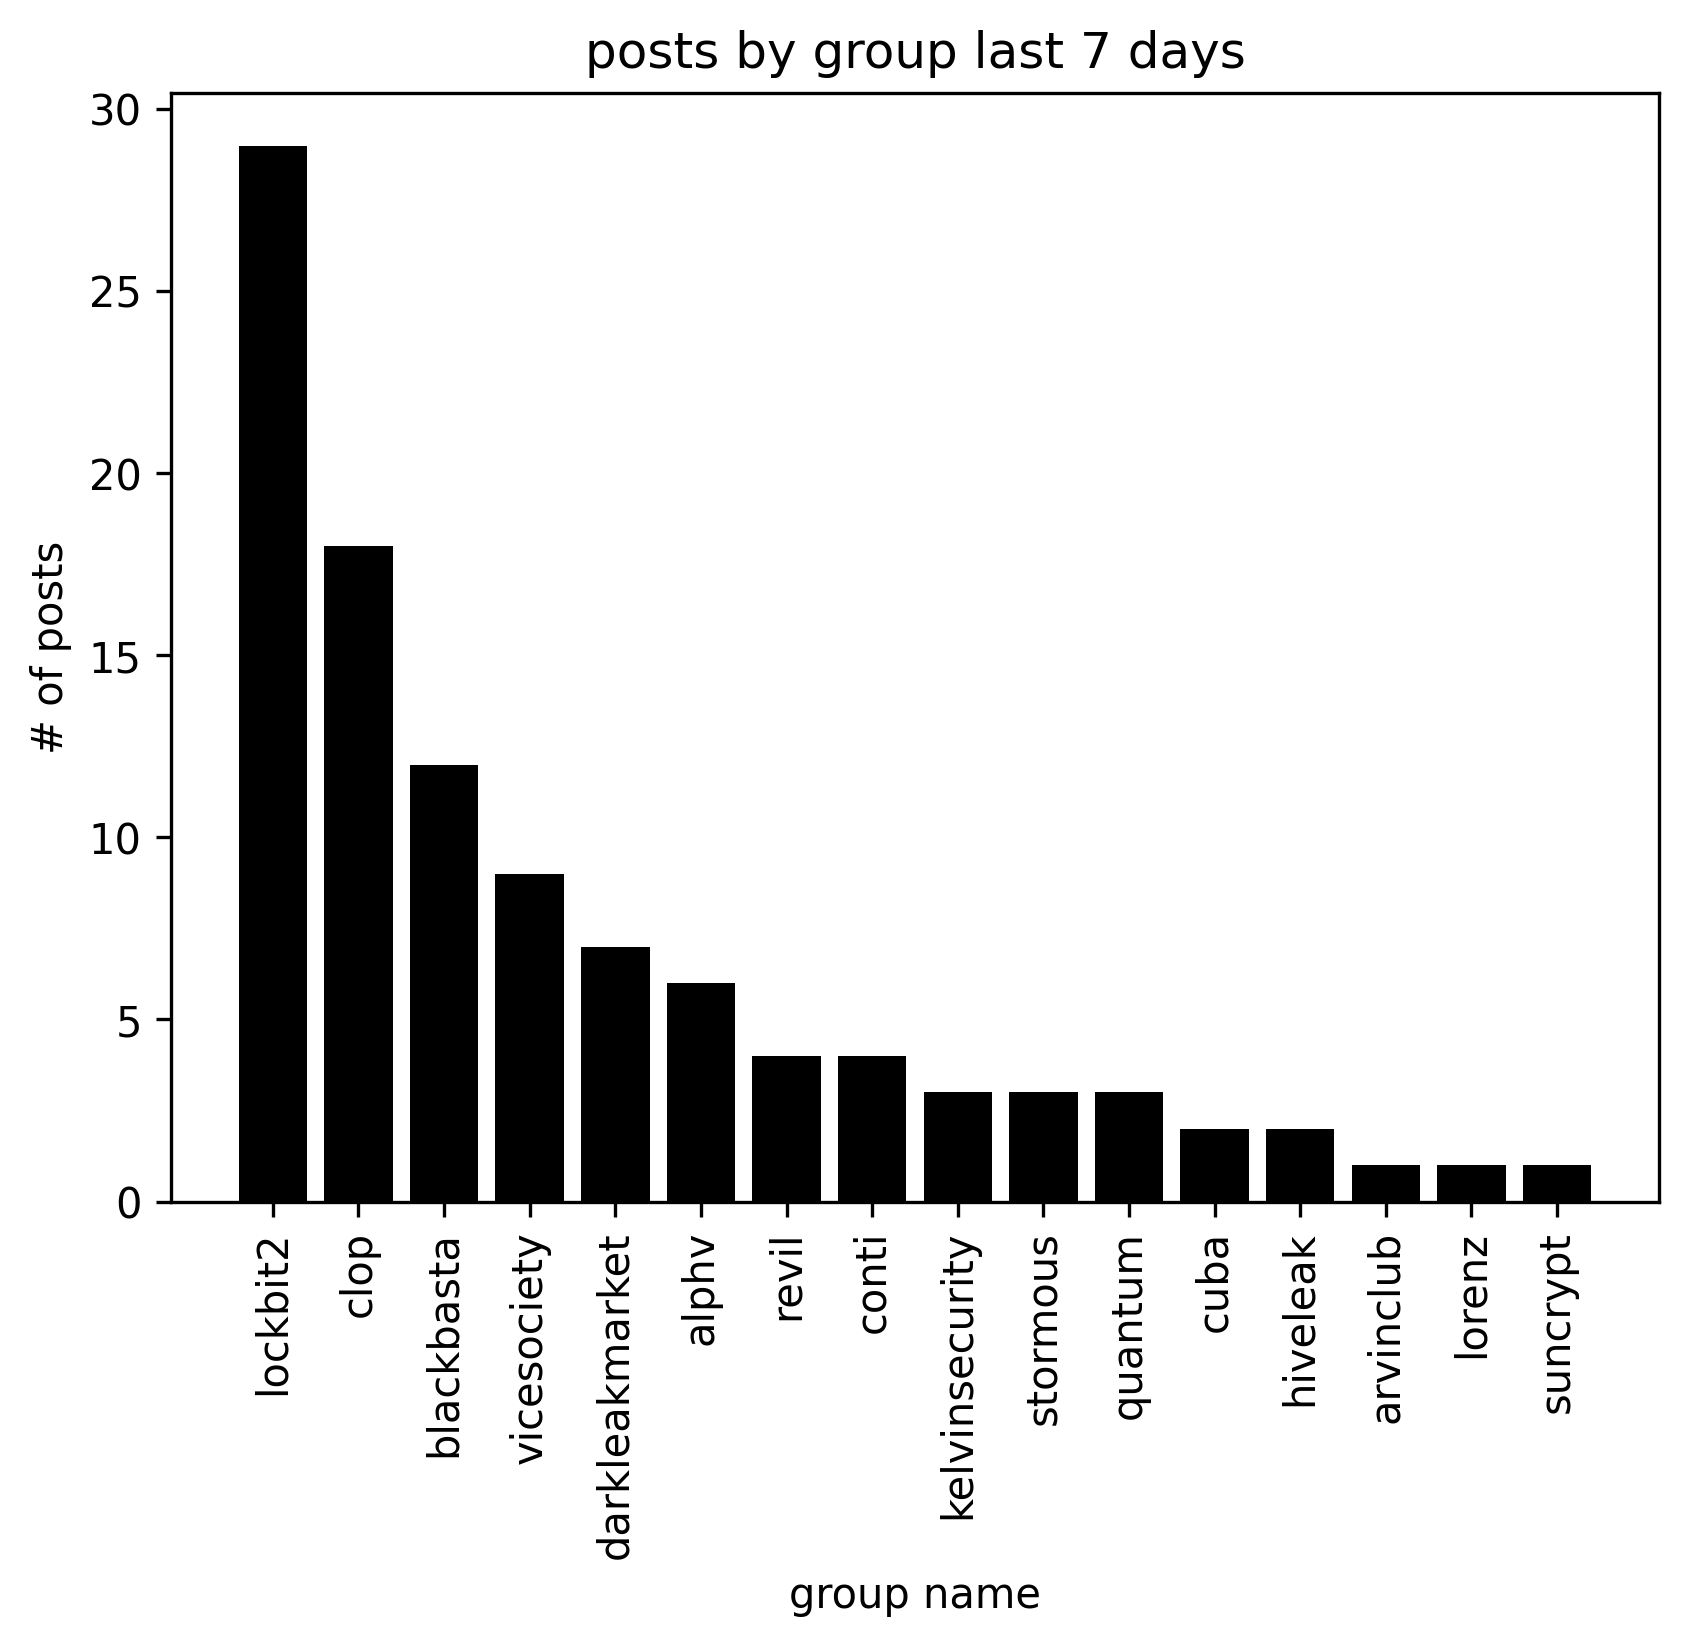 posts by group last 7 days
30
25
20
15
10
5
0
# of posts
lockbit2
clop
blackbasta
vicesociety
darkleakmarket
alphv
revil
conti
kelvinsecurity
stormous
quantum
cuba
hiveleak
arvinclub
lorenz
suncrypt
group name